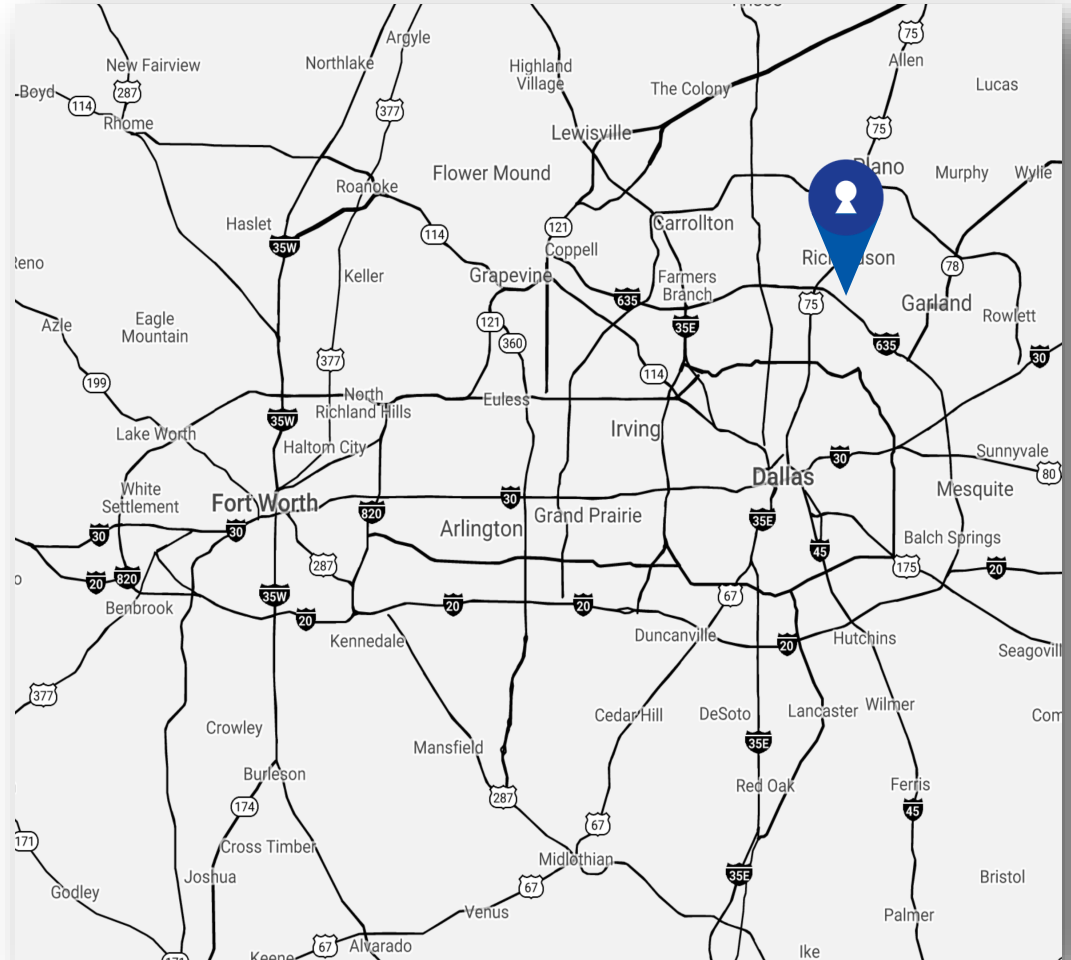 Argyle
75
New Fairview
Northlake
Highland
Village
Allen
Boyd
114
287
377
The Colony
Lucas
Rhome
Lewisville
75
Roanoke
Flower Mound
Plano
Murphy
Wylie
Haslet
35W
114
121
Carrollton
Coppell
Keller
Grapevine
Farmers
Branch
78
635
75
Garland
Azle
Eagle
Mountain
121
360
35E
Rowlett
377
635
30
199
114
North
Richland Hills
Euless
35W
Lake Worth
Haltom City
Irving
30
Sunnyvale
80
White
Settlement
Fort Worth
Dallas
Mesquite
30
820
Arlington
Grand Prairie
35E
30
30
45
Balch Springs
287
175
20
20
820
Benbrook
35W
20
20
20
67
Kennedale
Duncanville
20
Hutchins
377
Crowley
Cedar Hill
DeSoto
Lancaster
Wilmer
Mansfield
35E
Burleson
Red Oak
Ferris
174
287
45
67
171
Cross Timber
Midlothian
Joshua
35E
Godley
67
Bristol
Venus
Palmer
67
Alvarado
Ike
Keene